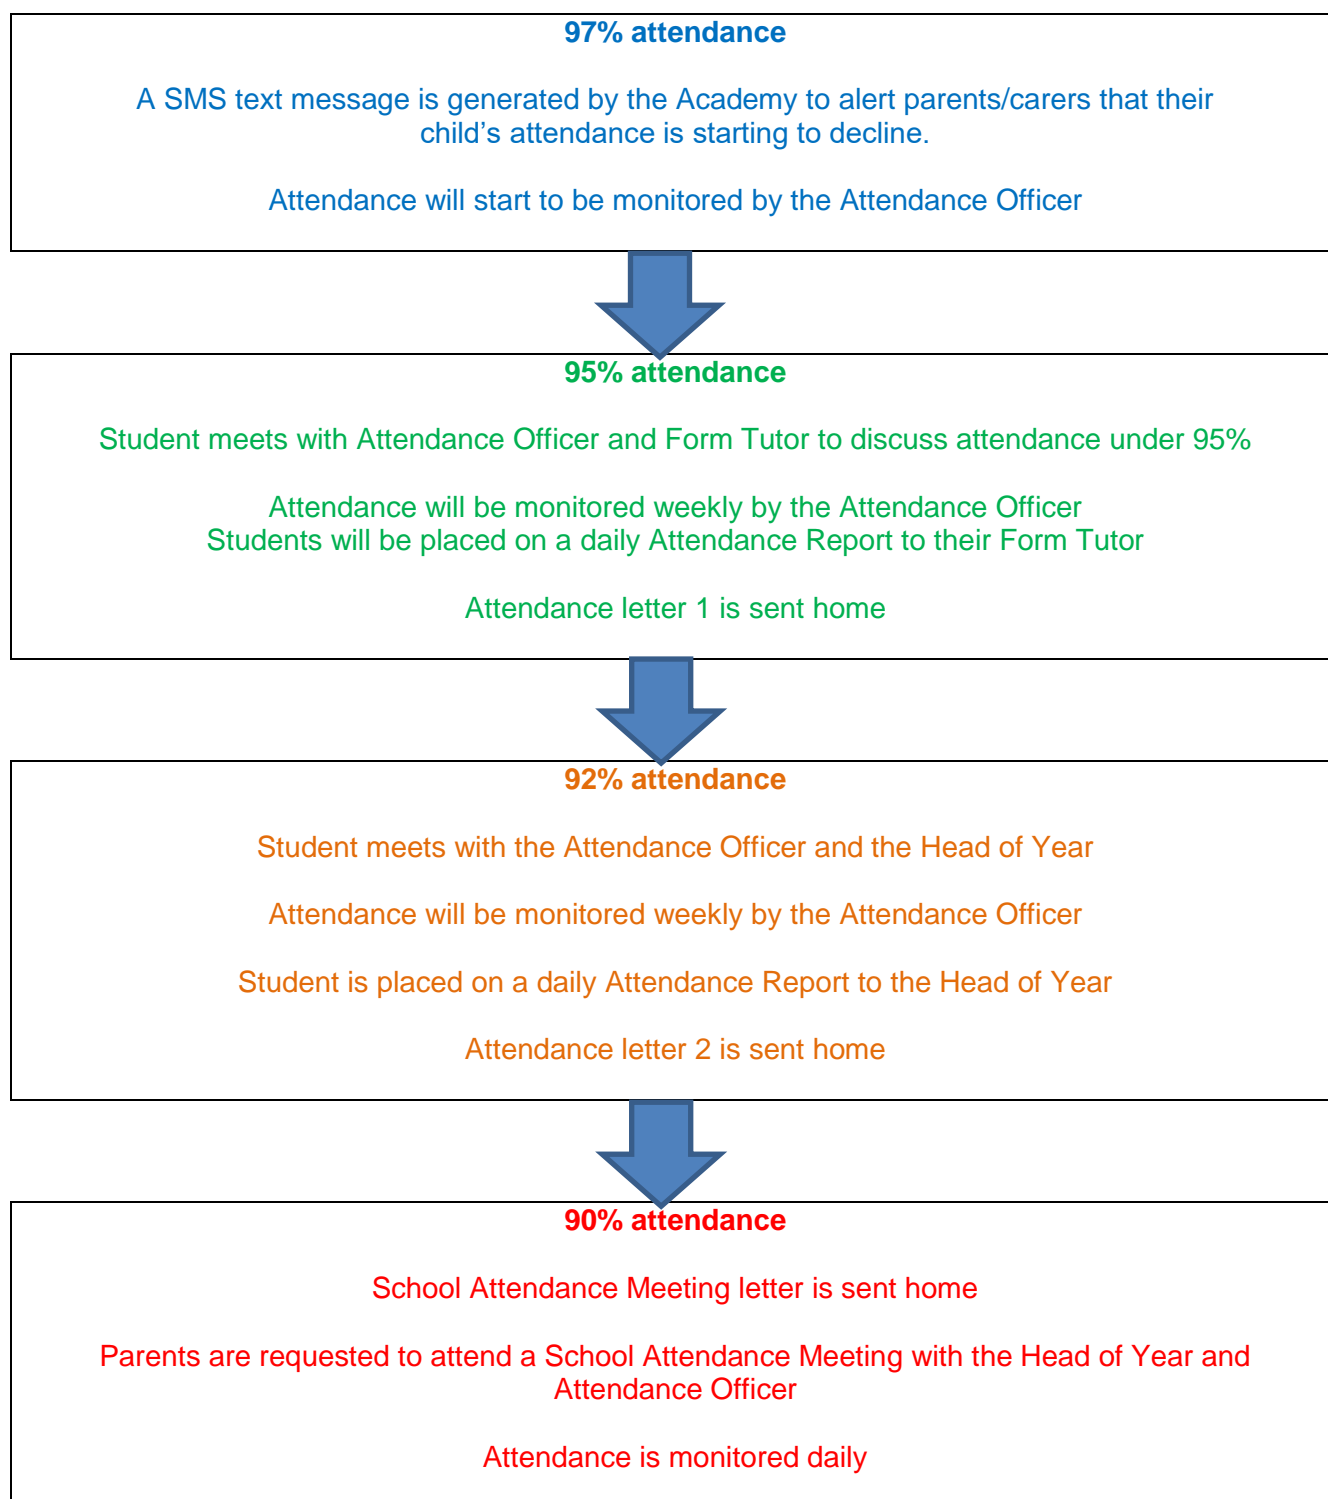 97% attendance
A SMS text message is generated by the Academy to alert parents/carers that their
child’s attendance is starting to decline.
Attendance will start to be monitored by the Attendance Officer
95% attendance
Student meets with Attendance Officer and Form Tutor to discuss attendance under 95%
Attendance will be monitored weekly by the Attendance Officer
Students will be placed on a daily Attendance Report to their Form Tutor
Attendance letter 1 is sent home
92% attendance
Student meets with the Attendance Officer and the Head of Year
Attendance will be monitored weekly by the Attendance Officer
Student is placed on a daily Attendance Report to the Head of Year
Attendance letter 2 is sent home
90% attendance
School Attendance Meeting letter is sent home
Parents are requested to attend a School Attendance Meeting with the Head of Year and
Attendance Officer
Attendance is monitored daily